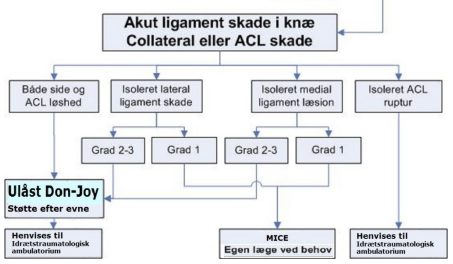 Akut ligament skade i knæ
Collateral eller ACL skade
Både side og
ACL løshed
Isoleret lateral
ligament skade
Isoleret medial
ligament læsion
Isoleret ACL
ruptur
Grad 2-3
Grad 1
Grad 2-3
Grad 1
Ulåst Don-Joy
Støtte efter evne
Henvises til
Idrætstraumatologisk
ambulatorium
MICE
Egen læge ved behov
Henvises til
Idrætstraumatologisk
ambulatorium